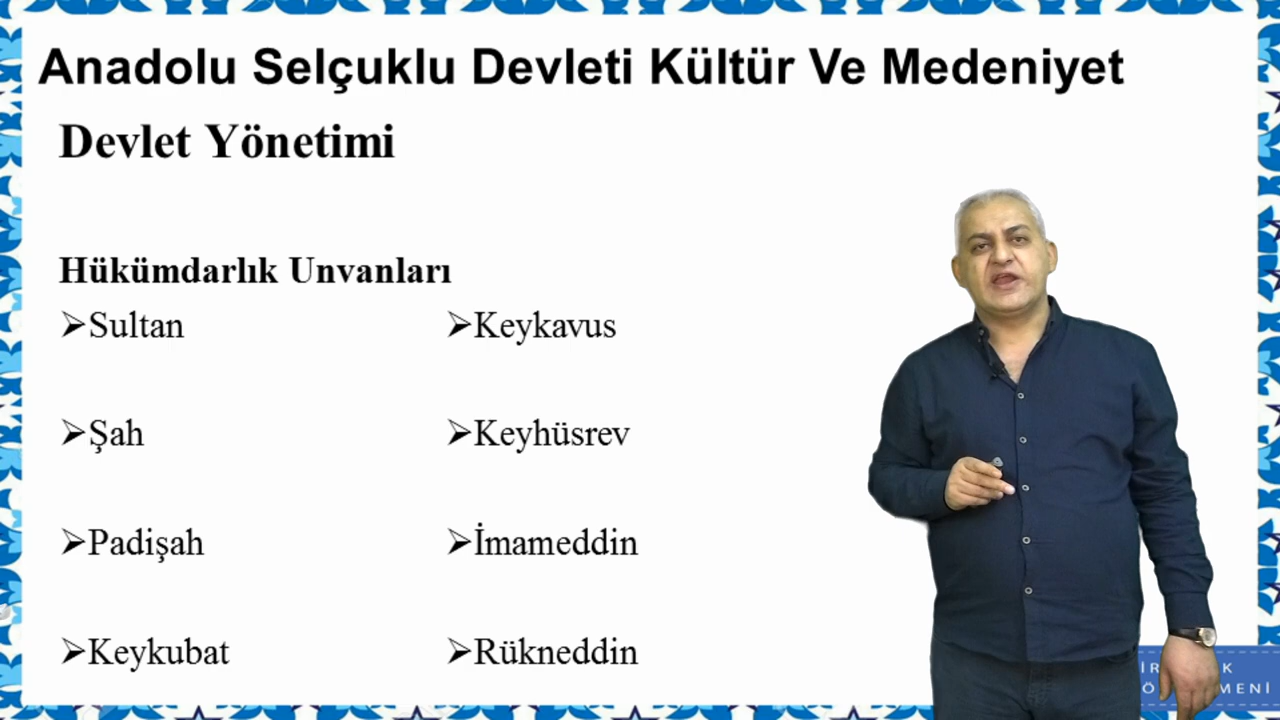 Anadolu Selçuklu Devleti Kültür Ve Medeniyet
Devlet Yönetimi
Hükümdarlık Unvanları
Sultan
Şah
Padişah
Keykubat
Keykavus
Keyhüsrev
İmameddin
Rükneddin